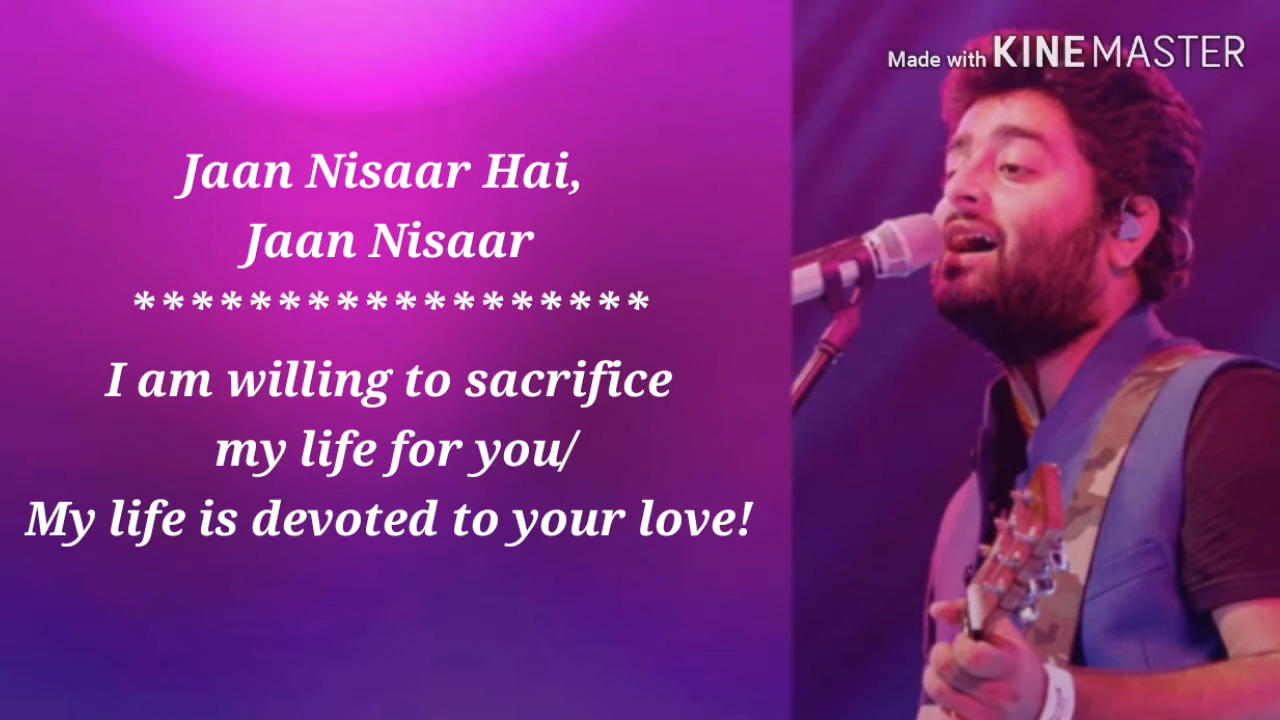 Made with KINEMASTER
Jaan Nisaar Hai,
Jaan Nisaar
*******************
I am willing to sacrifice
my life for you/
My life is devoted to your love!